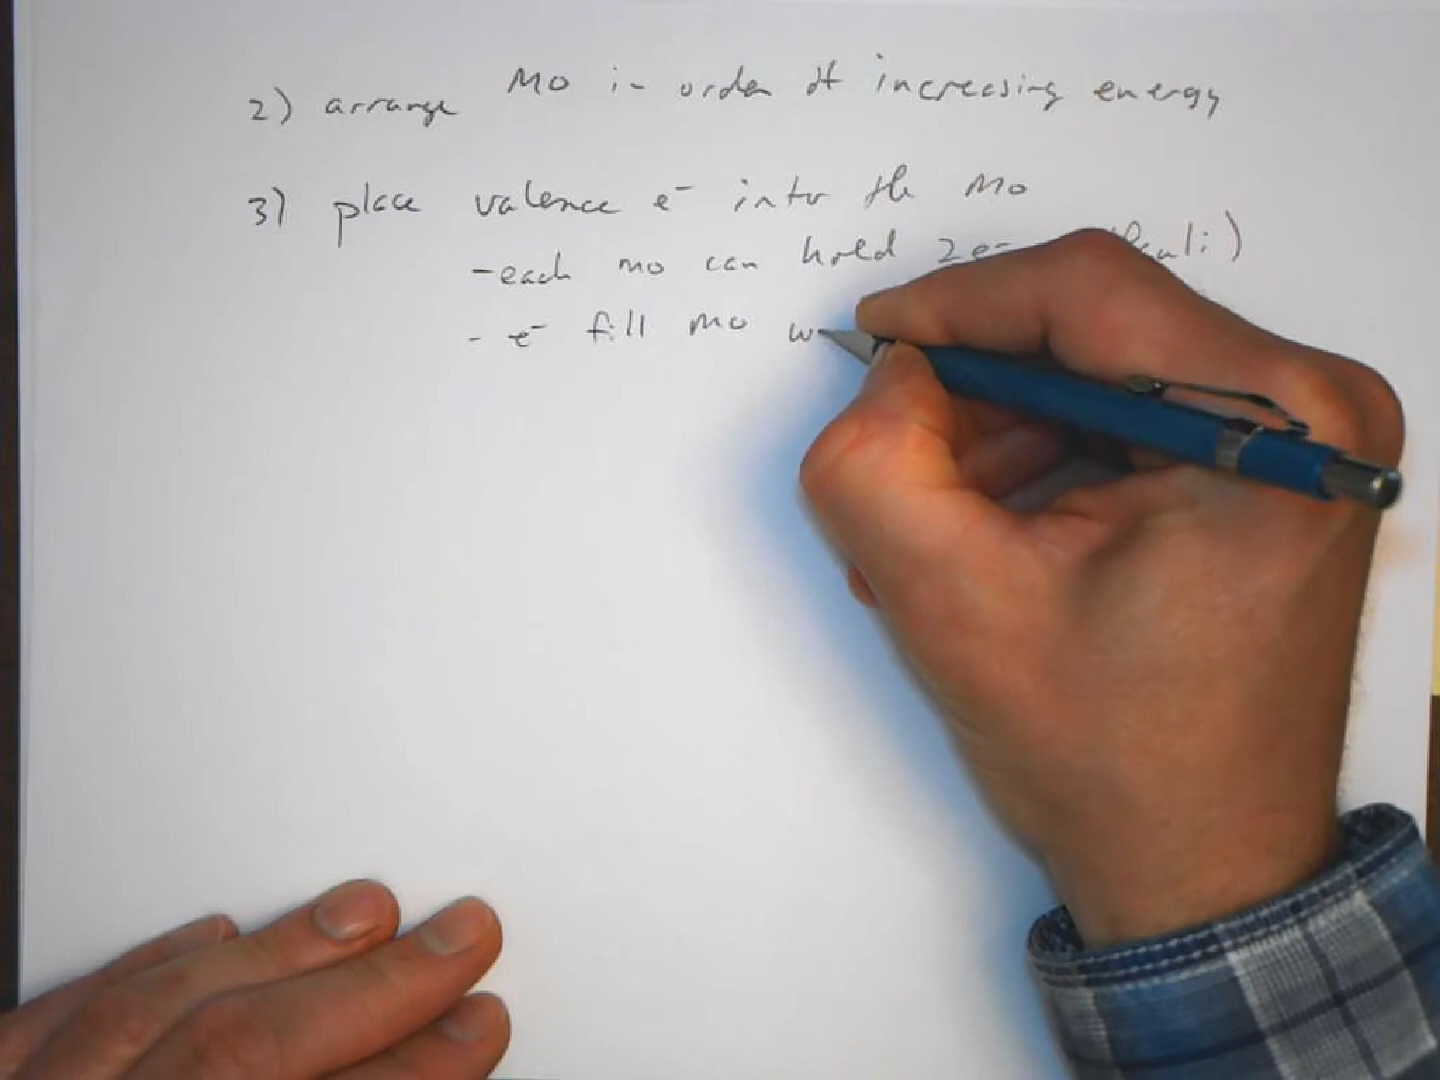 2) arrange MO in order of increasing energy
3) place valence e⁻ into the MO
- each MO can hold 2e⁻
- e⁻ fill MO w